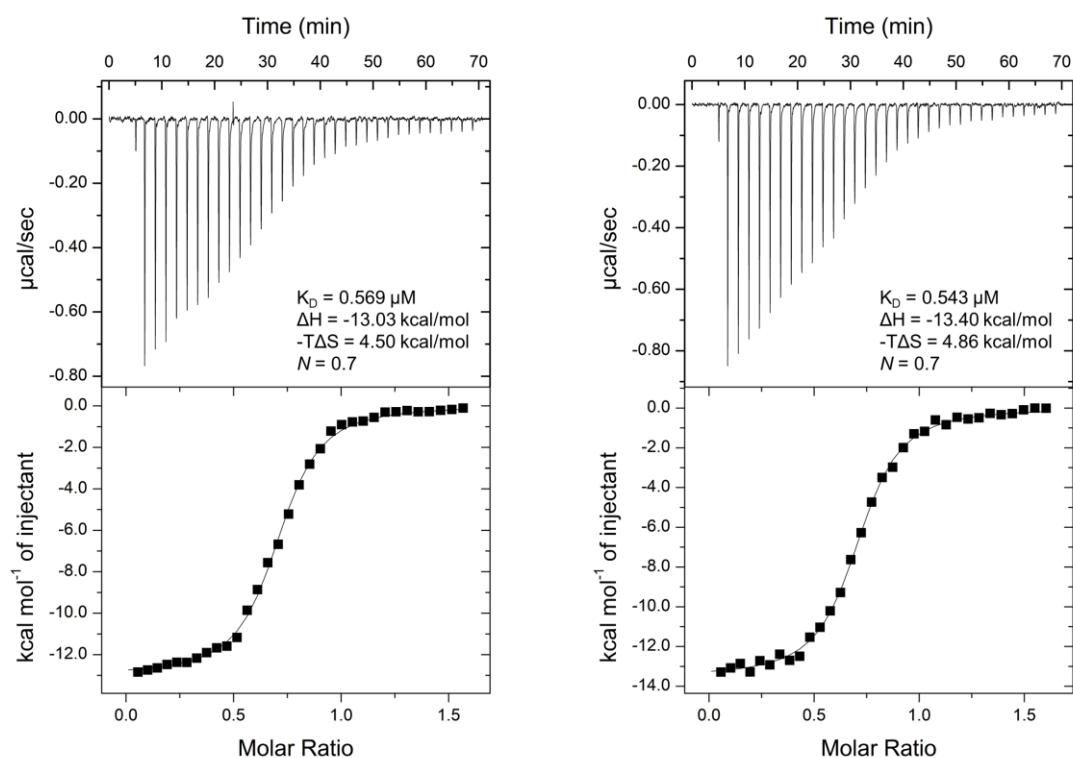 Time (min)
0 10 20 30 40 50 60 70
0.00
-0.20
-0.40
-0.60
-0.80
µcal/sec
K_D = 0.569 µM
ΔH = -13.03 kcal/mol
-TΔS = 4.50 kcal/mol
N = 0.7
0.0
-2.0
-4.0
-6.0
-8.0
-10.0
-12.0
kcal mol⁻¹ of injectant
0.0 0.5 1.0 1.5
Molar Ratio
Time (min)
0 10 20 30 40 50 60 70
0.00
-0.20
-0.40
-0.60
-0.80
µcal/sec
K_D = 0.543 µM
ΔH = -13.40 kcal/mol
-TΔS = 4.86 kcal/mol
N = 0.7
0.0
-2.0
-4.0
-6.0
-8.0
-10.0
-12.0
-14.0
kcal mol⁻¹ of injectant
0.0 0.5 1.0 1.5
Molar Ratio